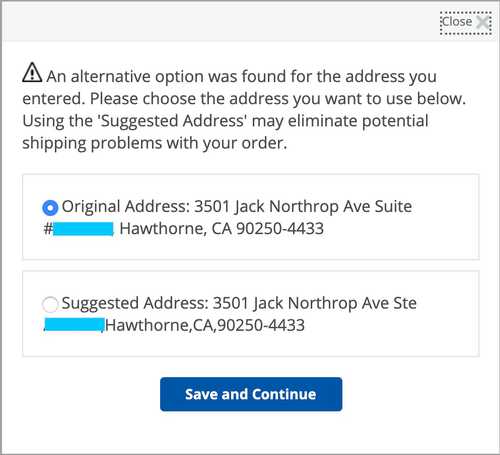 Close
An alternative option was found for the address you
entered. Please choose the address you want to use below.
Using the 'Suggested Address' may eliminate potential
shipping problems with your order.
Original Address: 3501 Jack Northrop Ave Suite
# Hawthorne, CA 90250-4433
Suggested Address: 3501 Jack Northrop Ave Ste
Hawthorne,CA,90250-4433
Save and Continue